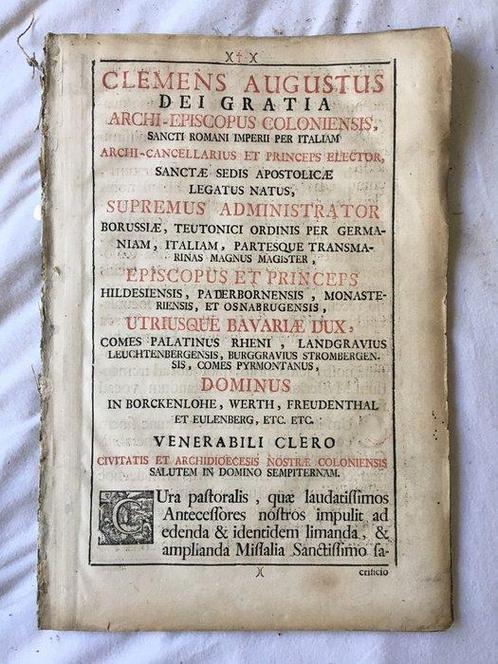 X†X
CLEMENS AUGUSTUS
DEI GRATIA
ARCHI-EPISCOPUS COLONIENSIS,
SANCTI ROMANI IMPERII PER ITALIAM
ARCHI-CANCELLARIUS ET PRINCEPS ELECTOR,
SANCTÆ SEDIS APOSTOLICÆ
LEGATUS NATUS,
SUPREMUS ADMINISTRATOR
BORUSSIÆ, TEUTONICI ORDINIS PER GERMA-
NIAM, ITALIAM, PARTESQUE TRANSMA-
RINAS MAGNUS MAGISTER,
EPISCOPUS ET PRINCEPS
HILDESIENSIS, PADERBORNENSIS, MONASTE-
RIENSIS, ET OSNABRUGENSIS,
UTRIUSQUE BAVARIÆ DUX,
COMES PALATINUS RHENI, LANDGRAVIUS
LEUCHTENBERGENSIS, BURGGRAVIUS STROMBERGEN-
SIS, COMES PYRMONTANUS,
DOMINUS
IN BORCKENLOHE, WERTH, FREUDENTHAL
ET EULENBERG, ETC. ETC.
VENERABILI CLERO
CIVITATIS ET ARCHIDIOECESIS NOSTRÆ COLONIENSIS
SALUTEM IN DOMINO SEMPITERNAM.
CUra paſtoralis, quæ laudatiſſimos
Anteceſſores noſtros impulit ad
edenda & identidem limanda, &
amplianda Miſſalia Sanctiſſimo ſa-
X
crificio